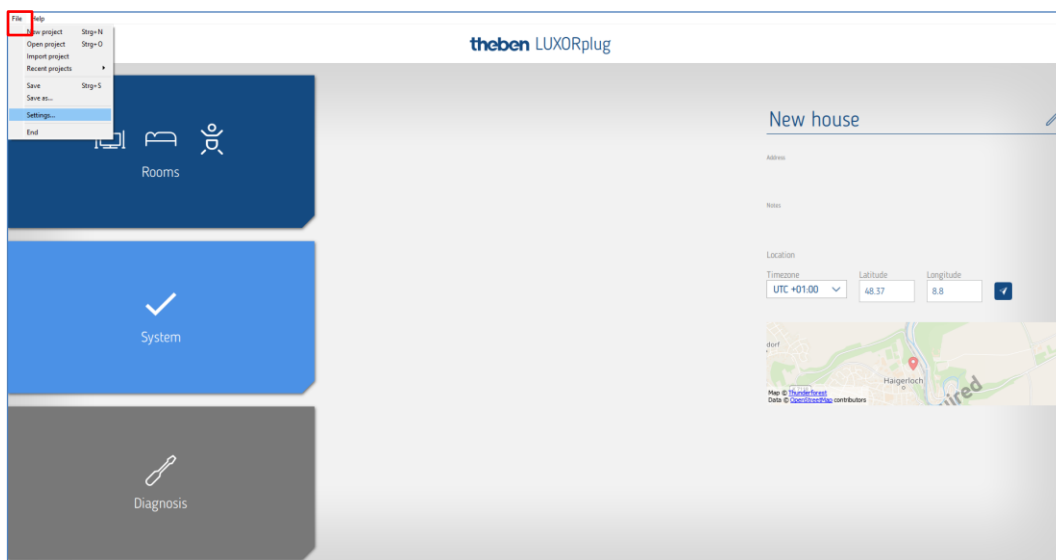 File Help
New project Strg+N
Open project Strg+O
Import project
Recent projects
Save Strg+S
Save as...
Settings...
End
theben LUXORplug
Rooms
System
Diagnosis
New house
Address
Notes
Location
Timezone Latitude Longitude
UTC +01:00 48.37 8.8
dorf
Haigerloch
Map © Thunderforest
Data © OpenStreetMap contributors
ired